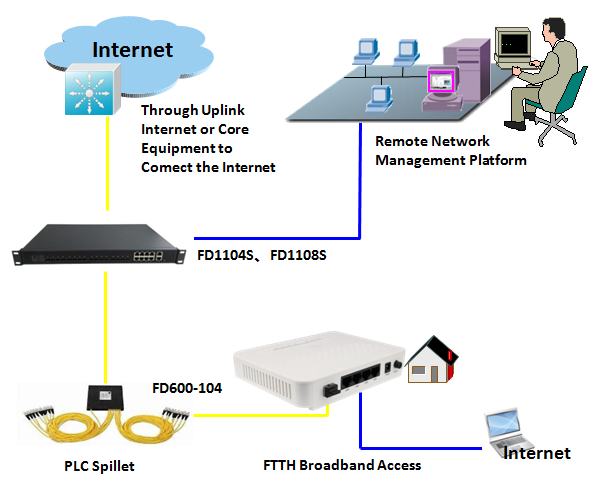 Internet
Through Uplink
Internet or Core
Equipment to
Comect the Internet
Remote Network
Management Platform
FD1104S、FD1108S
FD600-104
PLC Spillet
FTTH Broadband Access
Internet